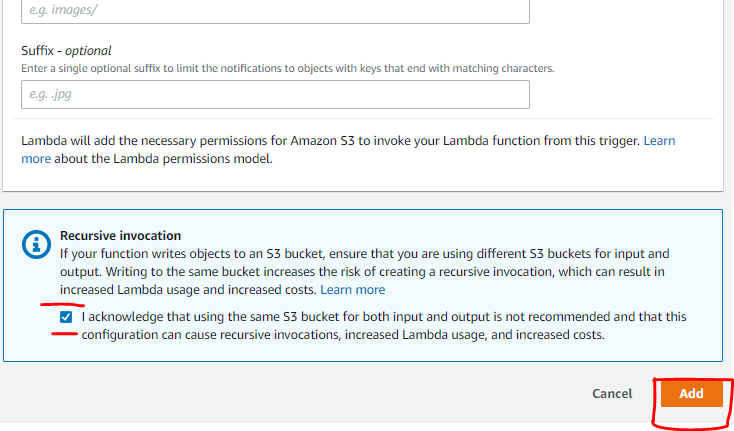 e.g. images/
Suffix - optional
Enter a single optional suffix to limit the notifications to objects with keys that end with matching characters.
e.g. .jpg
Lambda will add the necessary permissions for Amazon S3 to invoke your Lambda function from this trigger. Learn
more about the Lambda permissions model.
Recursive invocation
If your function writes objects to an S3 bucket, ensure that you are using different S3 buckets for input and
output. Writing to the same bucket increases the risk of creating a recursive invocation, which can result in
increased Lambda usage and increased costs. Learn more
I acknowledge that using the same S3 bucket for both input and output is not recommended and that this
configuration can cause recursive invocations, increased Lambda usage, and increased costs.
Cancel
Add